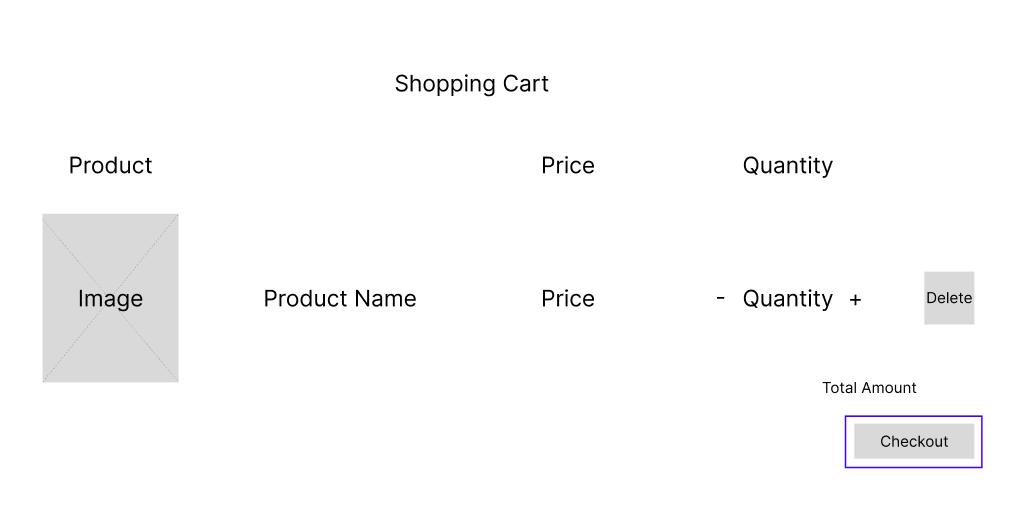 Shopping Cart
Product Price Quantity
Image Product Name Price - Quantity + Delete
Total Amount
Checkout